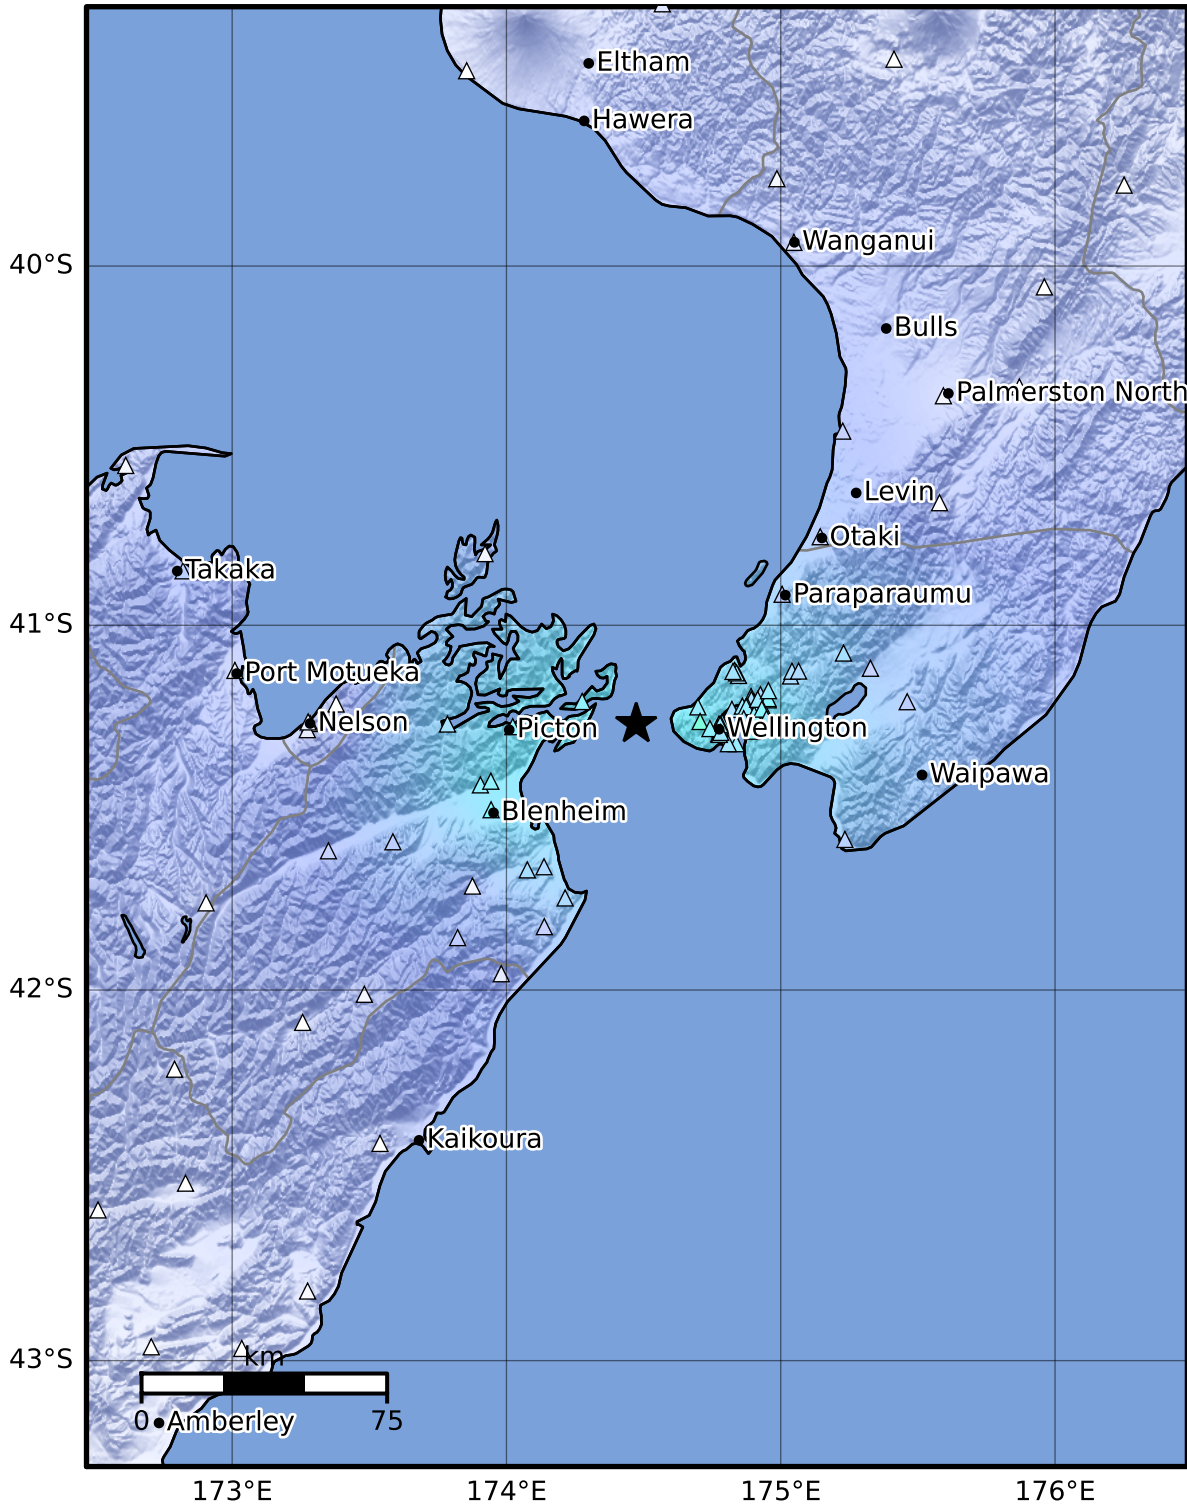 Eltham
Hawera
Wanganui
40°S
Bulls
Palmerston North
Levin
Otaki
Takaka
Paraparaumu
41°S
Port Motueka
Nelson
Picton
Wellington
Waipawa
Blenheim
42°S
Kaikoura
43°S
km
0
75
Amberley
173°E
174°E
175°E
176°E